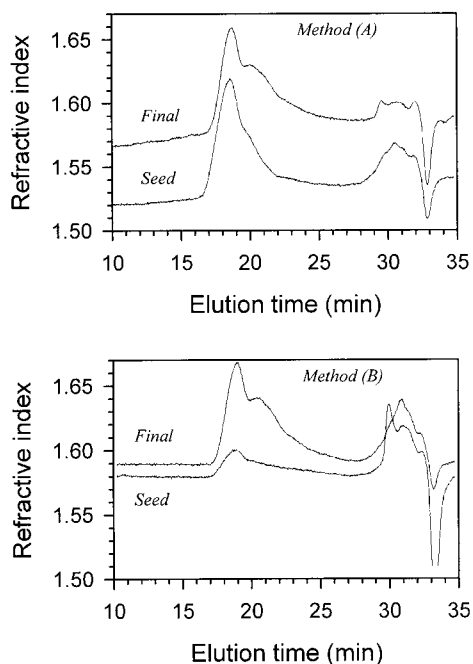 Method (A)
1.65
1.60
1.55
1.50
Final
Seed
Refractive index
10 15 20 25 30 35
Elution time (min)
Method (B)
1.65
1.60
1.55
1.50
Final
Seed
Refractive index
10 15 20 25 30 35
Elution time (min)